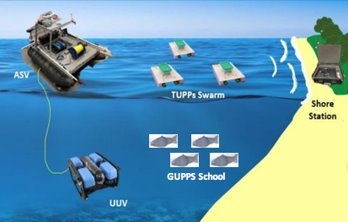 ASV
TUPPs Swarm
Shore
Station
GUPPS School
UUV